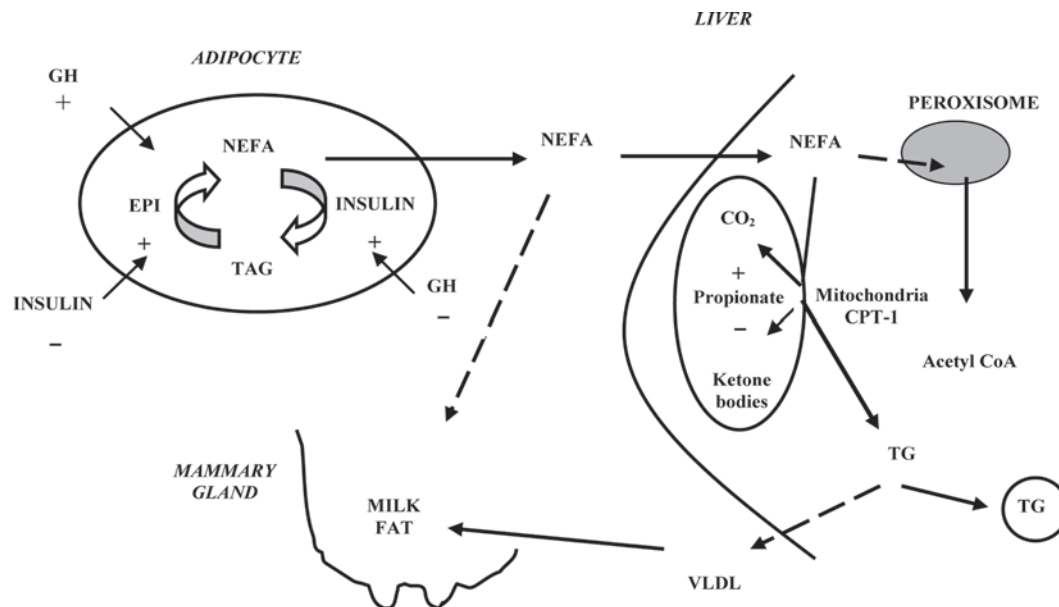 LIVER
ADIPOCYTE
GH
+
PEROXISOME
NEFA
NEFA
NEFA
EPI
INSULIN
CO₂
+
+
TAG
+
Propionate
Mitochondria
CPT-1
INSULIN
–
GH
–
–
Ketone
bodies
Acetyl CoA
TG
TG
MAMMARY
GLAND
MILK
FAT
VLDL